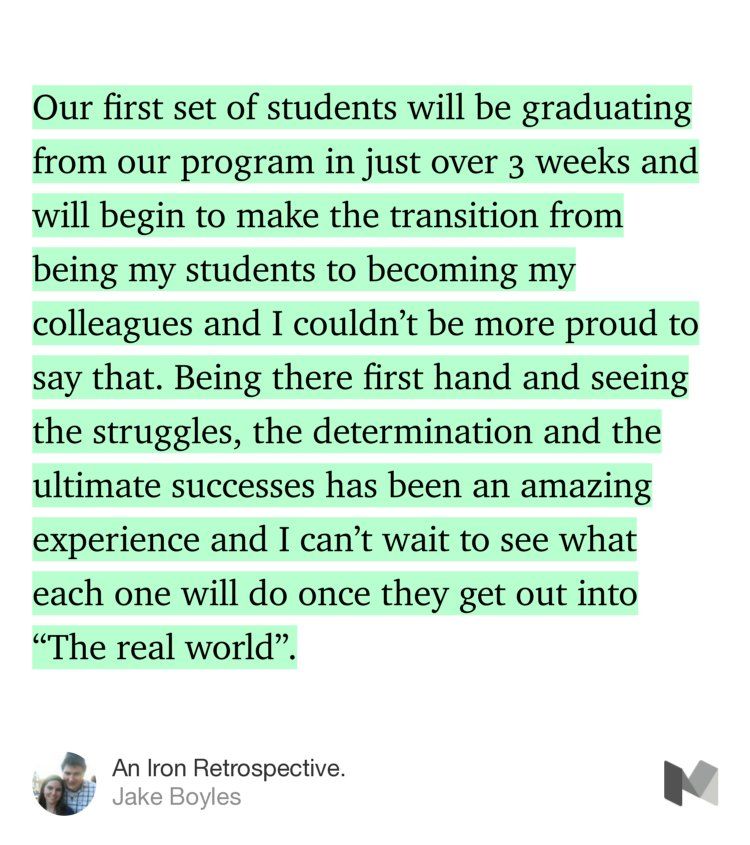 Our first set of students will be graduating
from our program in just over 3 weeks and
will begin to make the transition from
being my students to becoming my
colleagues and I couldn’t be more proud to
say that. Being there first hand and seeing
the struggles, the determination and the
ultimate successes has been an amazing
experience and I can’t wait to see what
each one will do once they get out into
“The real world”.
An Iron Retrospective.
Jake Boyles